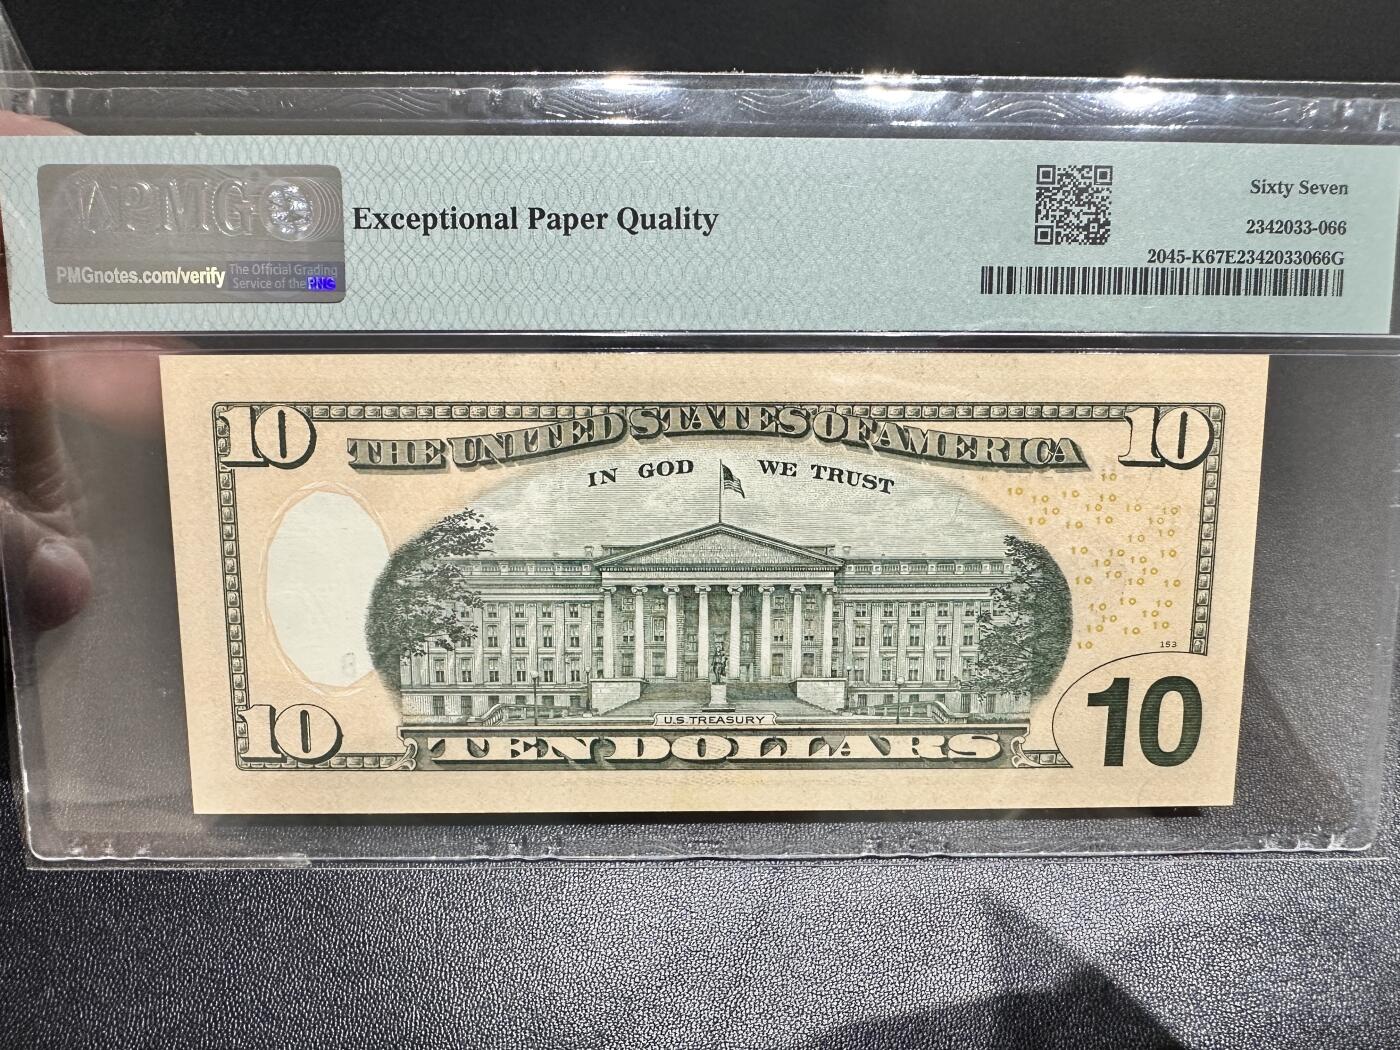 PMG
PMGnotes.com/verify
The Official Grading
Service of the PNG
Exceptional Paper Quality
Sixty Seven
2342033-066
2045-K67E2342033066G
10
THE UNITED STATES OF AMERICA
10
IN GOD WE TRUST
153
U.S. TREASURY
10
TEN DOLLARS
10